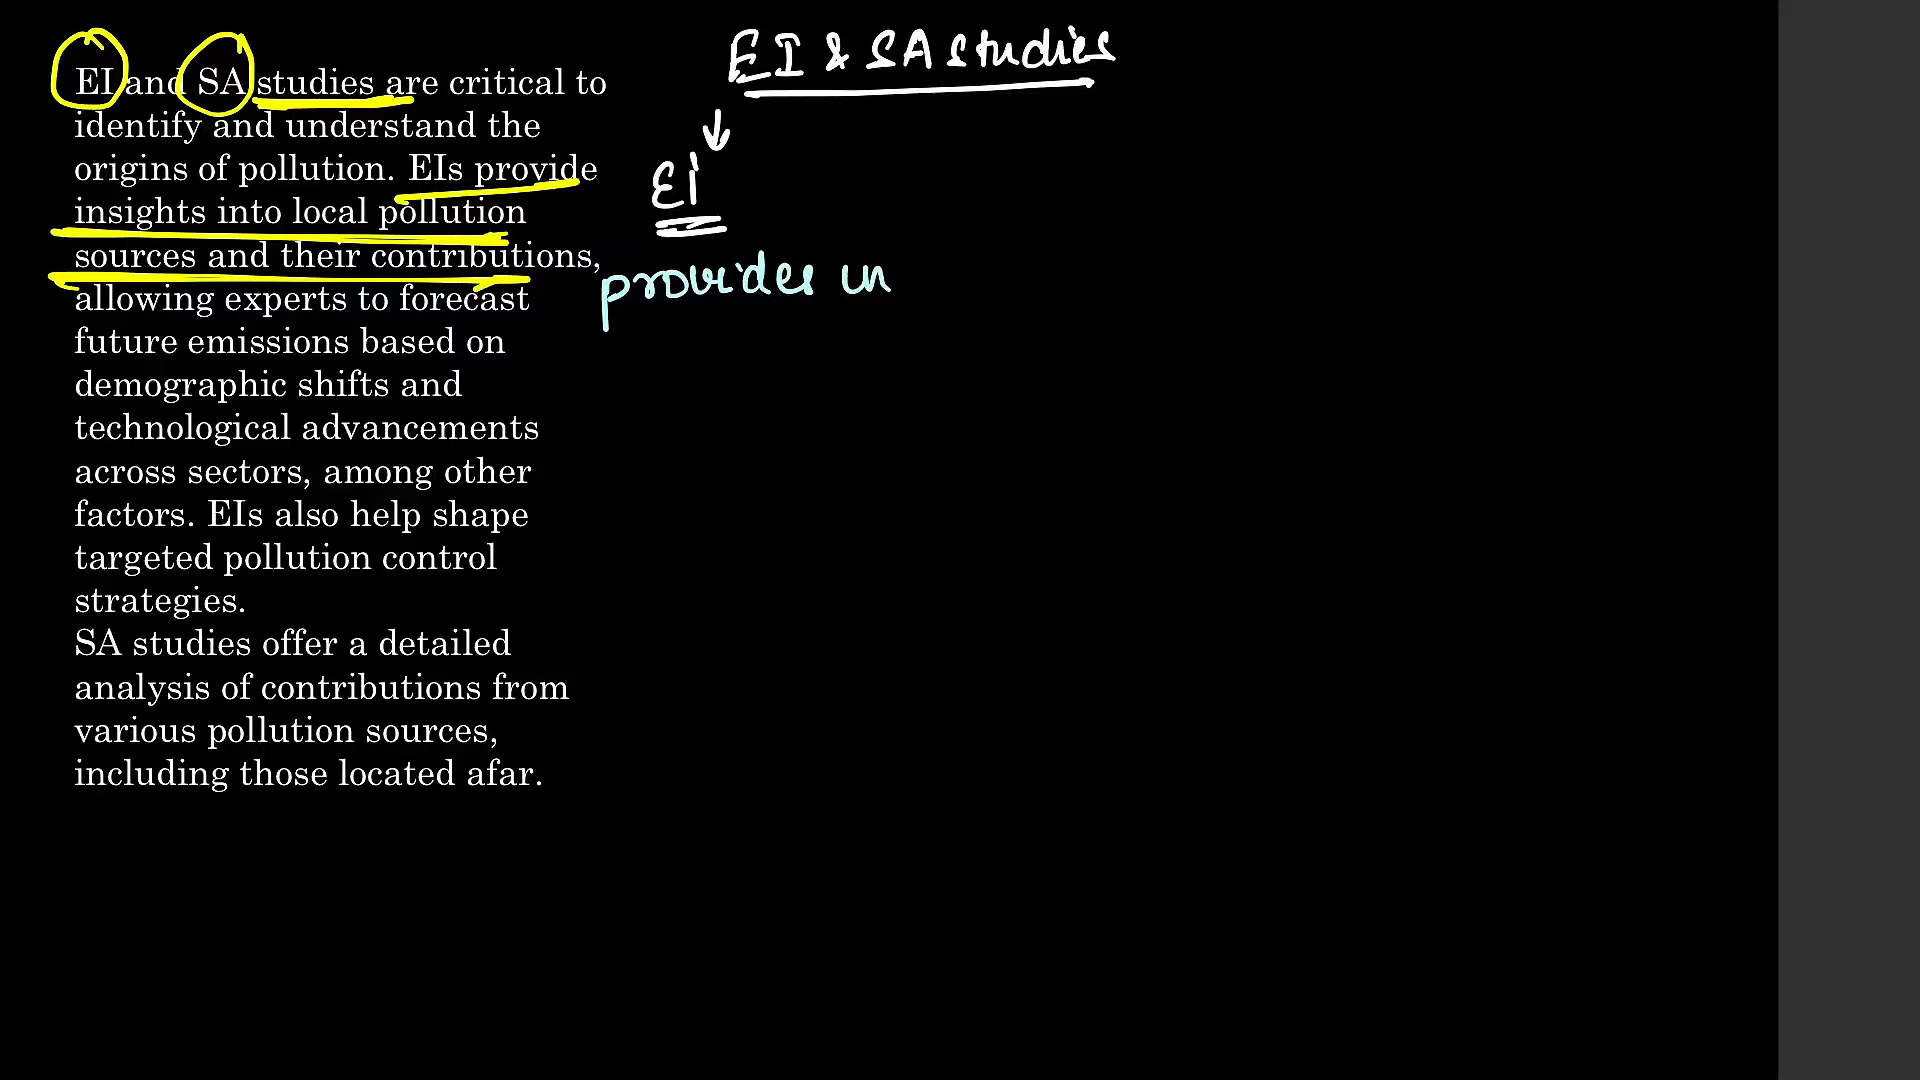 EI and SA studies are critical to
identify and understand the
origins of pollution. EIs provide
insights into local pollution
sources and their contributions,
allowing experts to forecast
future emissions based on
demographic shifts and
technological advancements
across sectors, among other
factors. EIs also help shape
targeted pollution control
strategies.
SA studies offer a detailed
analysis of contributions from
various pollution sources,
including those located afar.
EI & SA studies
EI
provides in